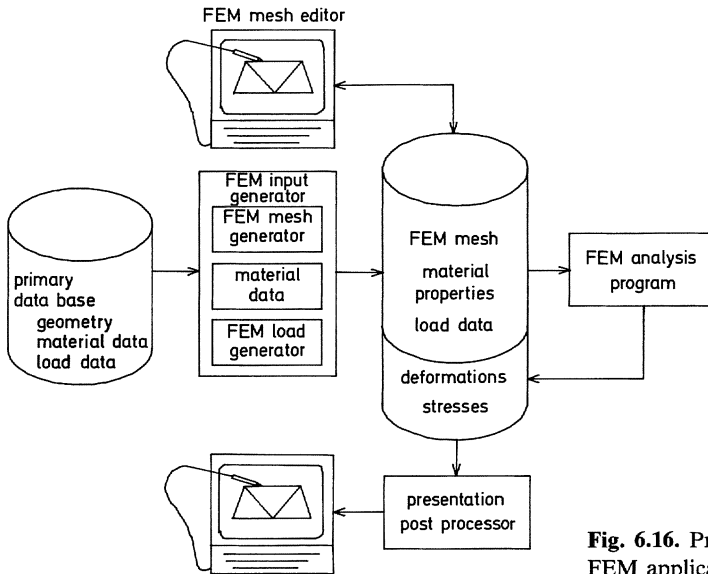 FEM mesh editor
FEM input
generator
FEM mesh
generator
material
data
FEM load
generator
primary
data base
geometry
material data
load data
FEM mesh
material
properties
load data
deformations
stresses
FEM analysis
program
presentation
post processor
Fig. 6.16. Pr
FEM applica